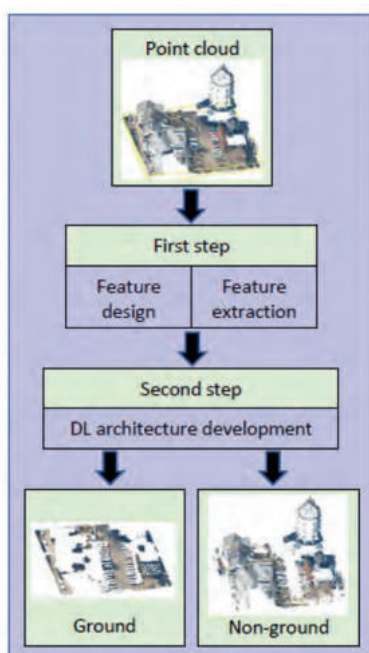 Point cloud
First step
Feature
design
Feature
extraction
Second step
DL architecture development
Ground
Non-ground